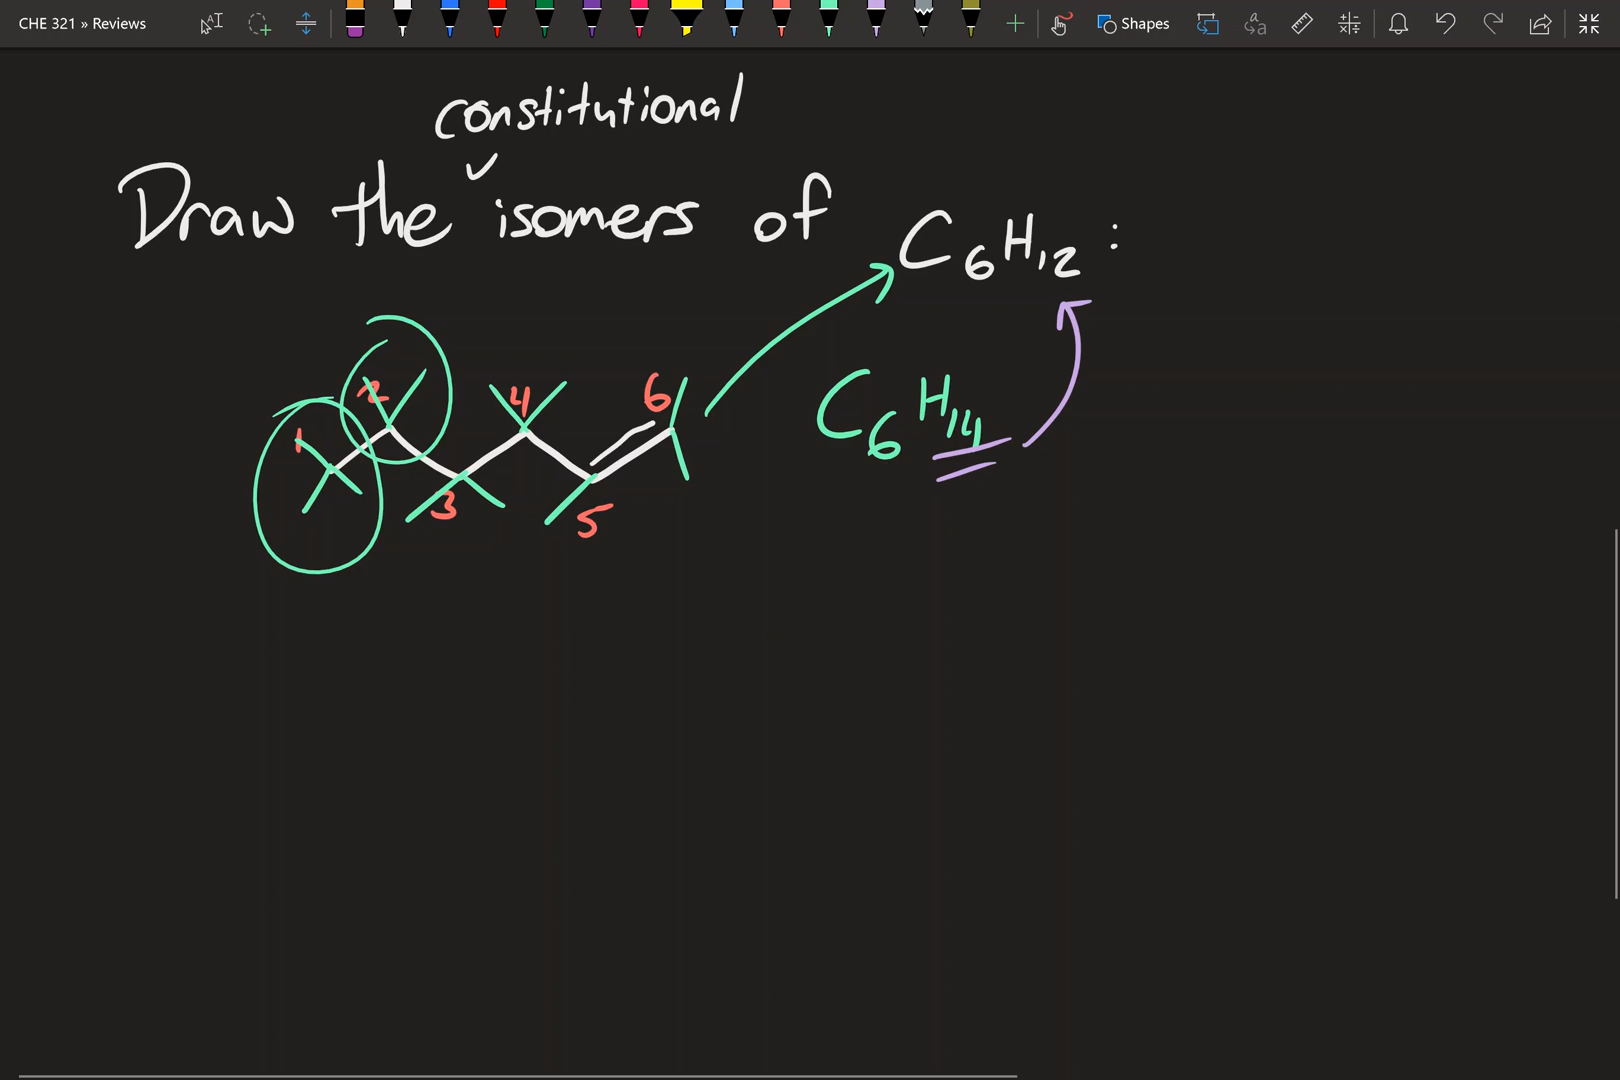 CHE 321 » Reviews
Shapes
constitutional
Draw the isomers of C₆H₁₂ :
1 2 3 4 5 6
C₆H₁₄